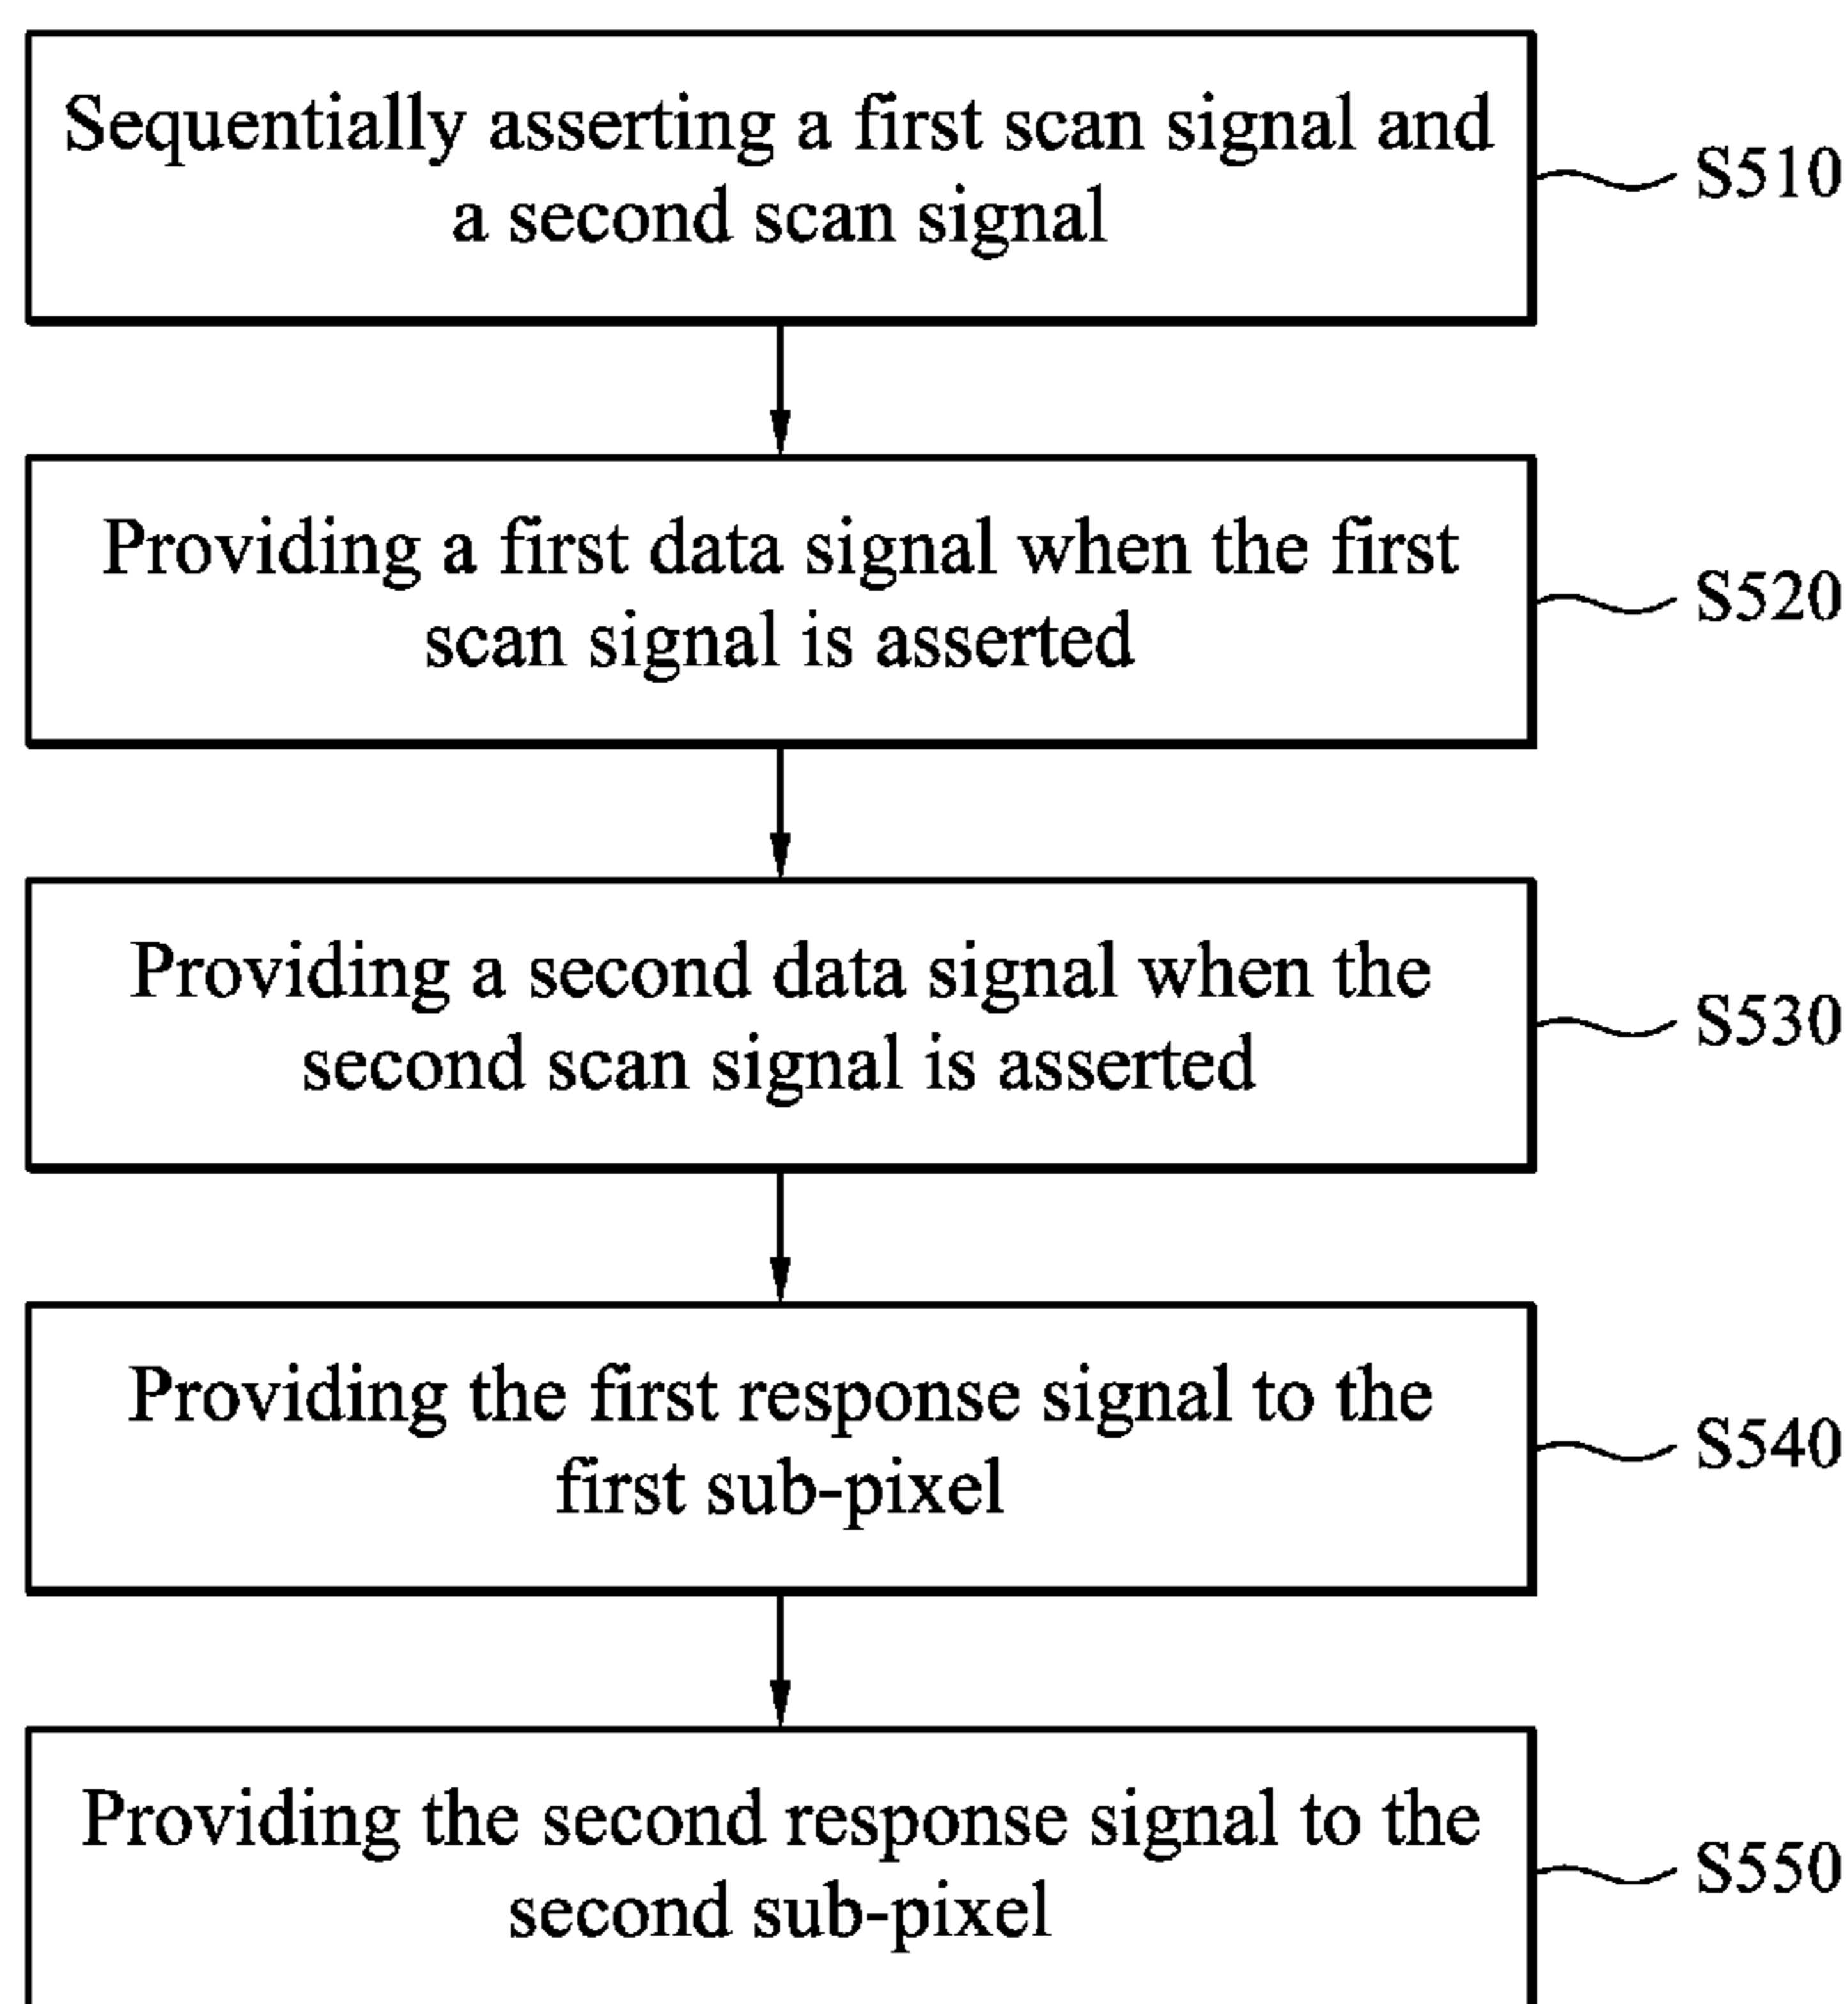 Sequentially asserting a first scan signal and
a second scan signal
S510
Providing a first data signal when the first
scan signal is asserted
S520
Providing a second data signal when the
second scan signal is asserted
S530
Providing the first response signal to the
first sub-pixel
S540
Providing the second response signal to the
second sub-pixel
S550